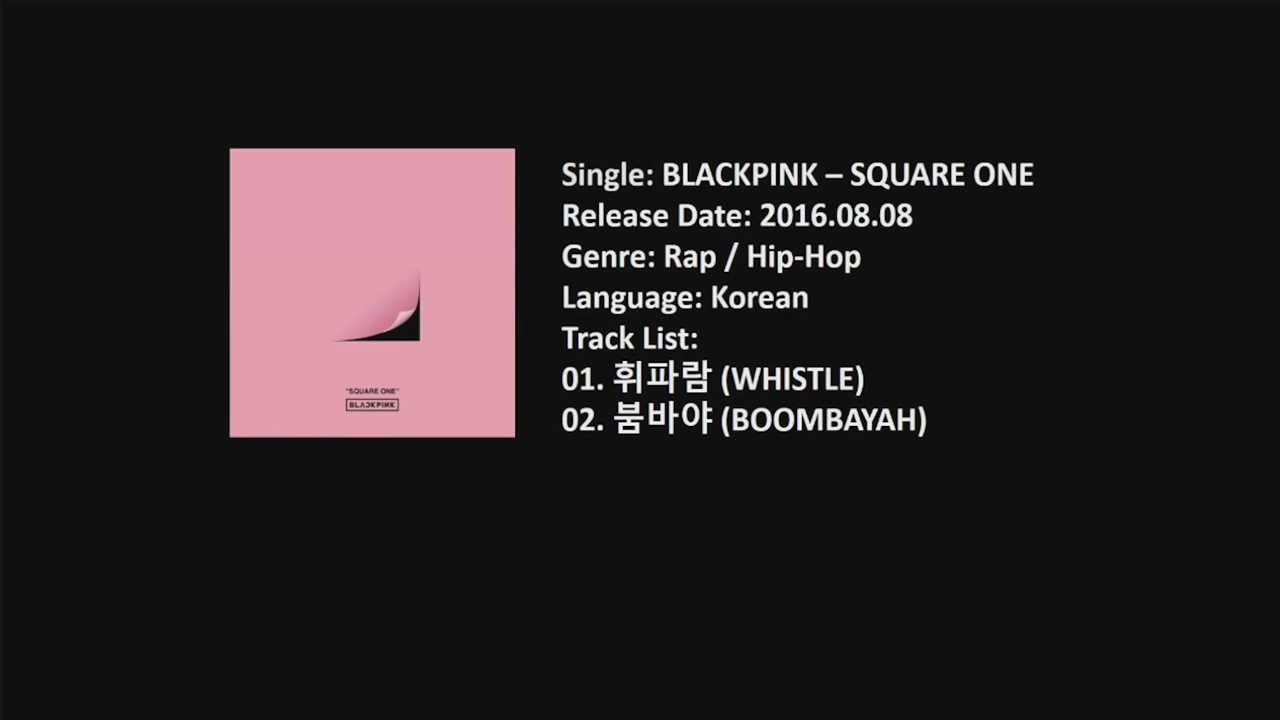 Single: BLACKPINK – SQUARE ONE
Release Date: 2016.08.08
Genre: Rap / Hip-Hop
Language: Korean
Track List:
01. 휘파람 (WHISTLE)
02. 붐바야 (BOOMBAYAH)
"SQUARE ONE"
BLACKPINK